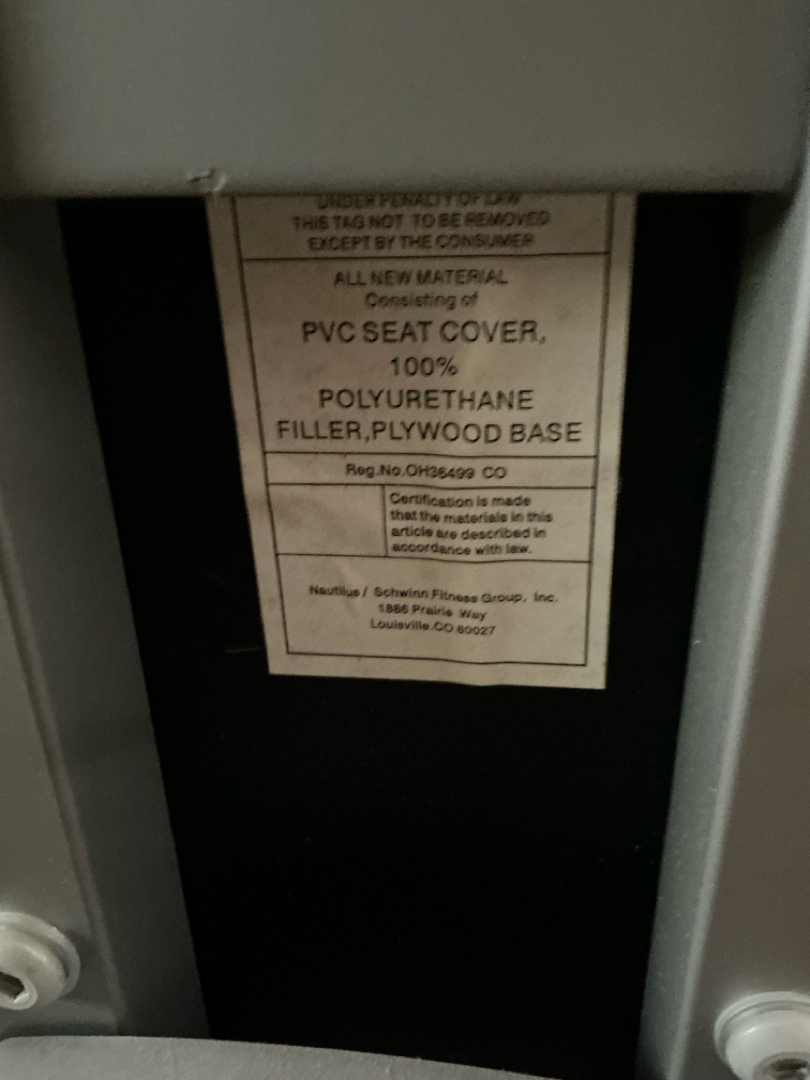 UNDER PENALTY OF LAW
THIS TAG NOT TO BE REMOVED
EXCEPT BY THE CONSUMER
ALL NEW MATERIAL
Consisting of
PVC SEAT COVER,
100%
POLYURETHANE
FILLER,PLYWOOD BASE
Reg.No.OH36499 CO
Certification is made
that the materials in this
article are described in
accordance with law.
Nautilus/ Schwinn Fitness Group, Inc.
1886 Prairie Way
Louisville.CO 80027